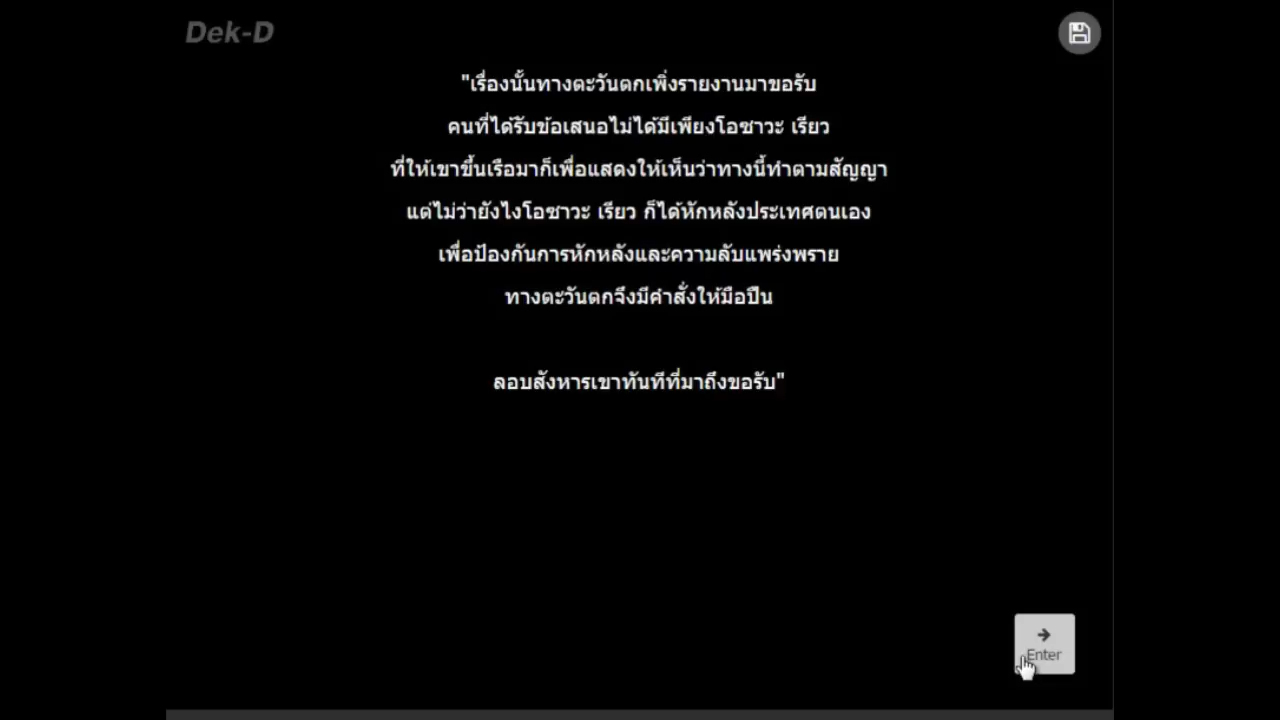 Dek-D
"เรื่องนั้นทางตะวันตกเพิ่งรายงานมาขอรับ
คนที่ได้รับข้อเสนอไม่ได้มีเพียงโอซาวะ เรียว
ที่ให้เขาขึ้นเรือมาก็เพื่อแสดงให้เห็นว่าทางนี้ทำตามสัญญา
แต่ไม่ว่ายังไงโอซาวะ เรียว ก็ได้หักหลังประเทศตนเอง
เพื่อป้องกันการหักหลังและความลับแพร่งพราย
ทางตะวันตกจึงมีคำสั่งให้มือปืน
ลอบสังหารเขาทันทีที่มาถึงขอรับ"
Enter